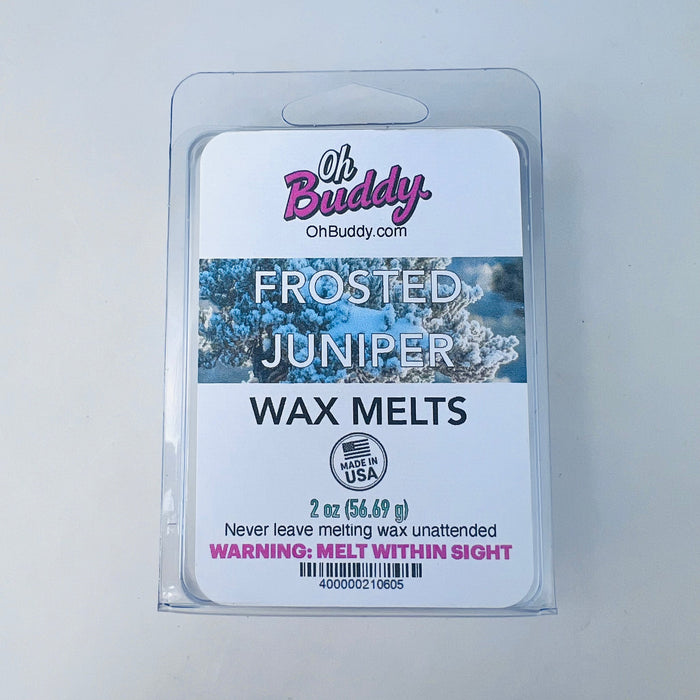 Oh
Buddy
OhBuddy.com
FROSTED
JUNIPER
WAX MELTS
MADE IN
USA
2 oz (56.69 g)
Never leave melting wax unattended
WARNING: MELT WITHIN SIGHT
400000210605